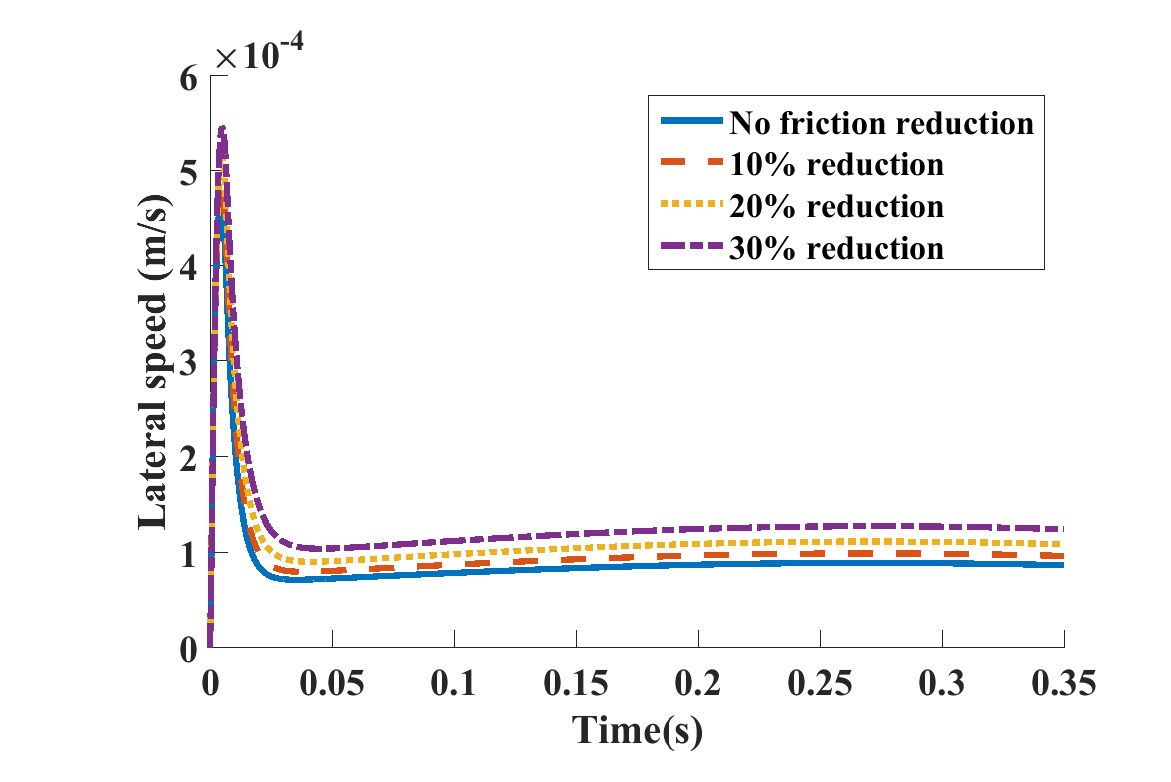 ×10-4
6
5
4
3
2
1
0
Lateral speed (m/s)
No friction reduction
10% reduction
20% reduction
30% reduction
0 0.05 0.1 0.15 0.2 0.25 0.3 0.35
Time(s)